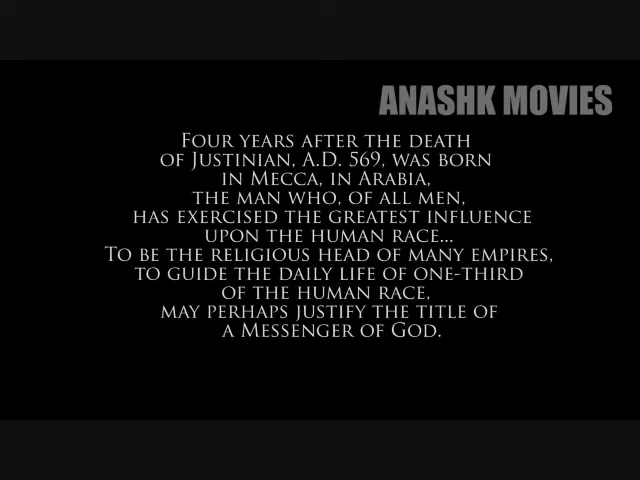 ANASHK MOVIES
FOUR YEARS AFTER THE DEATH
OF JUSTINIAN, A.D. 569, WAS BORN
IN MECCA, IN ARABIA,
THE MAN WHO, OF ALL MEN,
HAS EXERCISED THE GREATEST INFLUENCE
UPON THE HUMAN RACE...
TO BE THE RELIGIOUS HEAD OF MANY EMPIRES,
TO GUIDE THE DAILY LIFE OF ONE-THIRD
OF THE HUMAN RACE,
MAY PERHAPS JUSTIFY THE TITLE OF
A MESSENGER OF GOD.